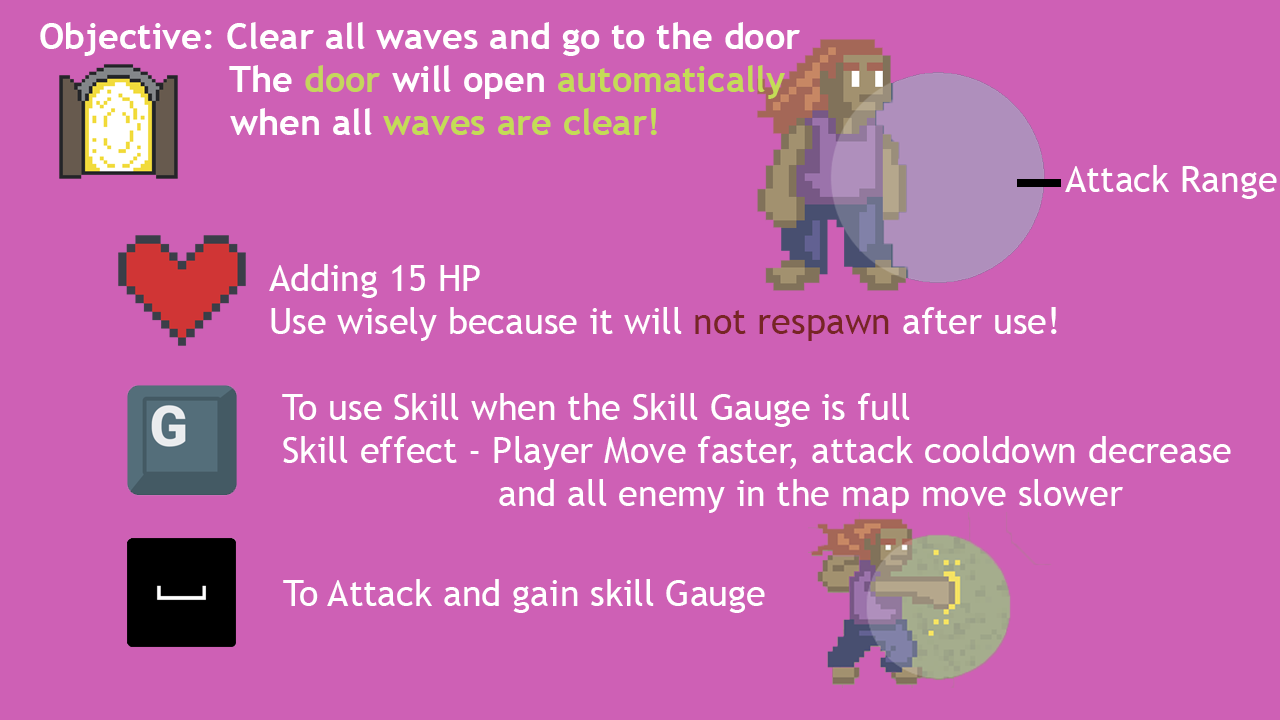 Objective: Clear all waves and go to the door
The door will open automatically
when all waves are clear!
Attack Range
Adding 15 HP
Use wisely because it will not respawn after use!
G
To use Skill when the Skill Gauge is full
Skill effect - Player Move faster, attack cooldown decrease
and all enemy in the map move slower
To Attack and gain skill Gauge